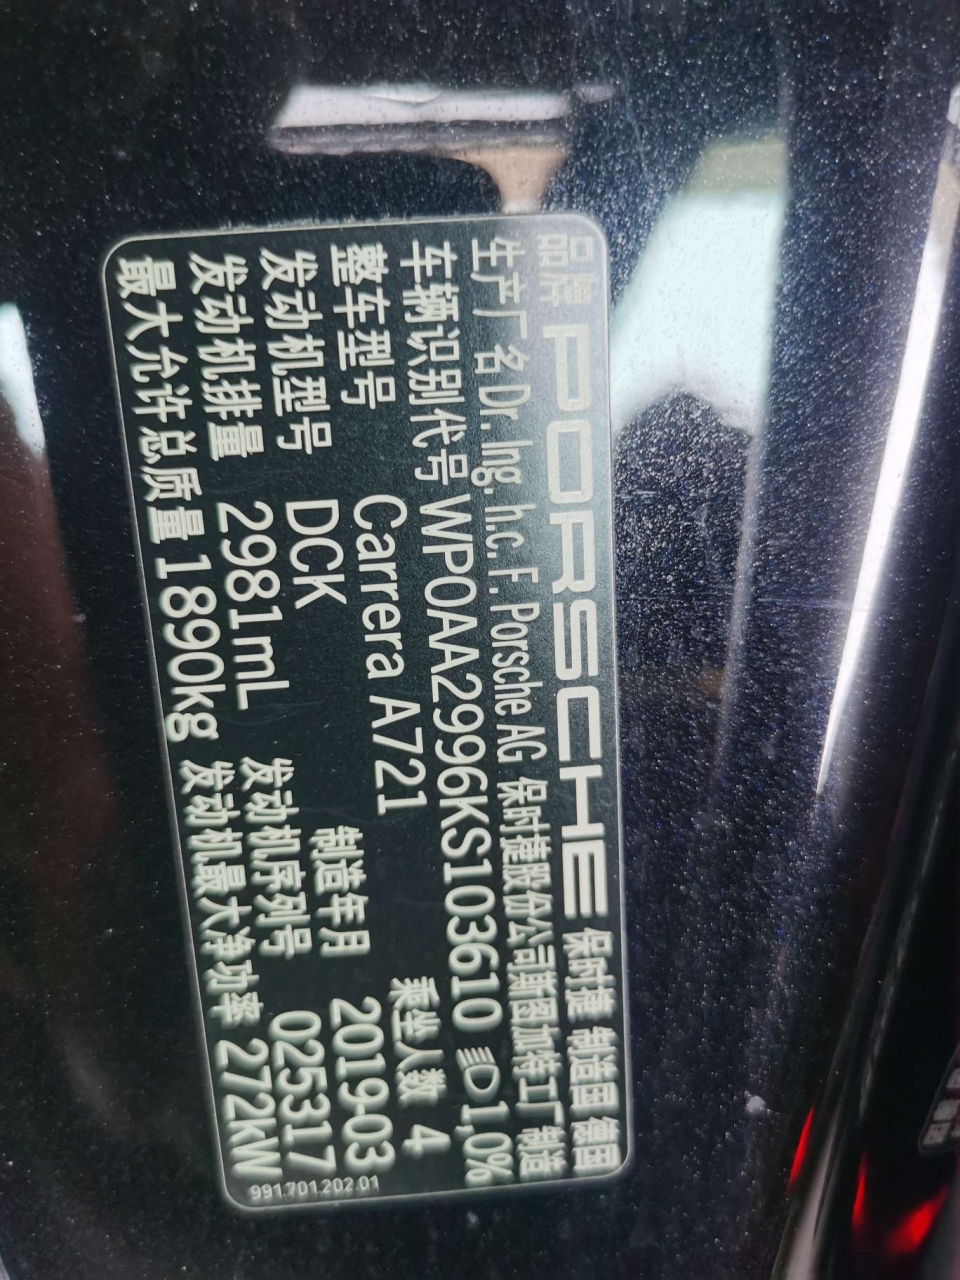 品牌 PORSCHE 保时捷 制造国 德国
生产厂名 Dr. Ing. h.c. F. Porsche AG 保时捷股份公司斯图加特工厂制造
车辆识别代号 WP0AA2996KS103610 1,0%
整车型号 Carrera A721 乘坐人数 4
发动机型号 DCK 制造年月 2019-03
发动机排量 2981mL 发动机序列号 025317
最大允许总质量 1890kg 发动机最大净功率 272kW
991.701.202.01